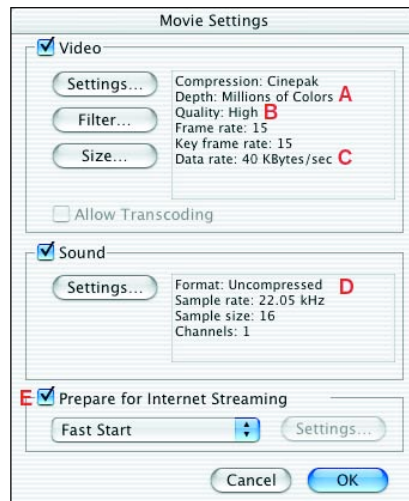 Movie Settings
Video
Settings...
Filter...
Size...
Compression: Cinepak
Depth: Millions of Colors A
Quality: High B
Frame rate: 15
Key frame rate: 15
Data rate: 40 KBytes/sec C
Allow Transcoding
Sound
Settings...
Format: Uncompressed D
Sample rate: 22.05 kHz
Sample size: 16
Channels: 1
E Prepare for Internet Streaming
Fast Start
Settings...
Cancel
OK